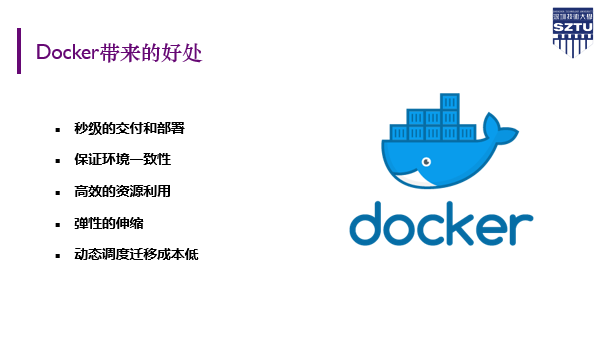 Docker带来的好处
SZTU
秒级的交付和部署
保证环境一致性
高效的资源利用
弹性的伸缩
动态调度迁移成本低
docker